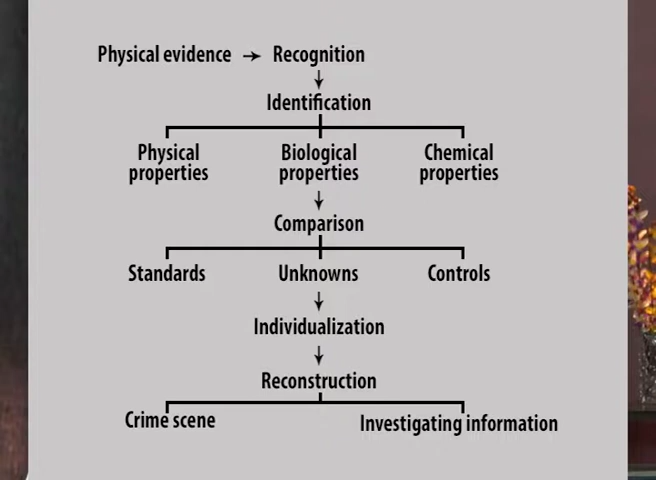 Physical evidence → Recognition
Identification
Physical properties
Biological properties
Chemical properties
Comparison
Standards
Unknowns
Controls
Individualization
Reconstruction
Crime scene
Investigating information